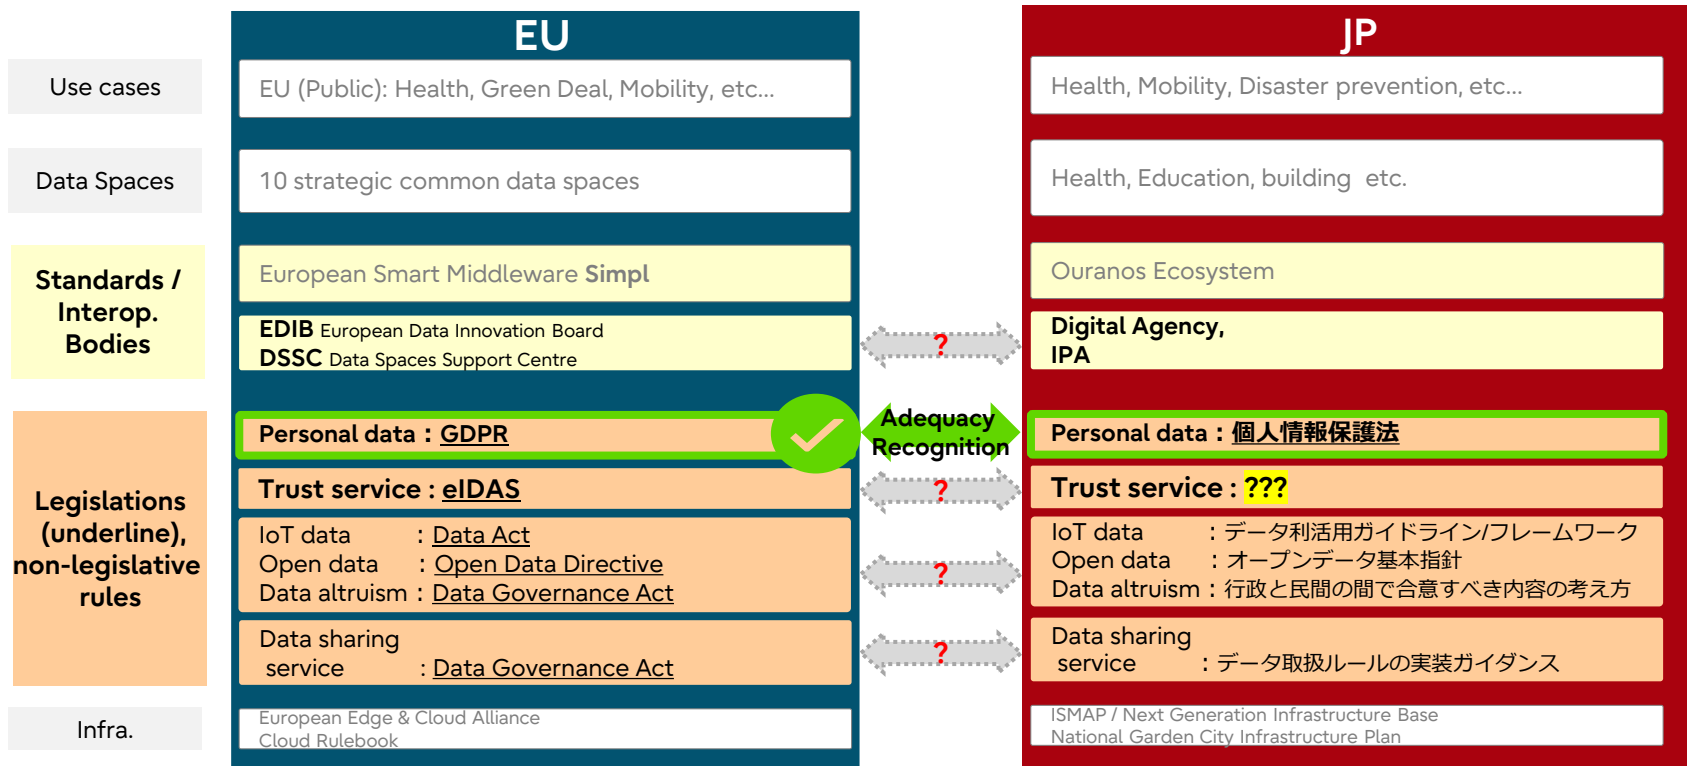 EU
JP
Use cases
EU (Public): Health, Green Deal, Mobility, etc...
Health, Mobility, Disaster prevention, etc...
Data Spaces
10 strategic common data spaces
Health, Education, building etc.
Standards /
Interop.
Bodies
European Smart Middleware Simpl
Ouranos Ecosystem
EDIB European Data Innovation Board
DSSC Data Spaces Support Centre
?
Digital Agency,
IPA
Legislations
(underline),
non-legislative
rules
Personal data：GDPR
Adequacy
Recognition
Personal data：個人情報保護法
Trust service : eIDAS
?
Trust service : ???
IoT data ：Data Act
Open data ：Open Data Directive
Data altruism：Data Governance Act
?
IoT data ：データ利活用ガイドライン/フレームワーク
Open data ：オープンデータ基本指針
Data altruism：行政と民間の間で合意すべき内容の考え方
Data sharing
service ：Data Governance Act
?
Data sharing
service ：データ取扱ルールの実装ガイダンス
Infra.
European Edge & Cloud Alliance
Cloud Rulebook
ISMAP / Next Generation Infrastructure Base
National Garden City Infrastructure Plan